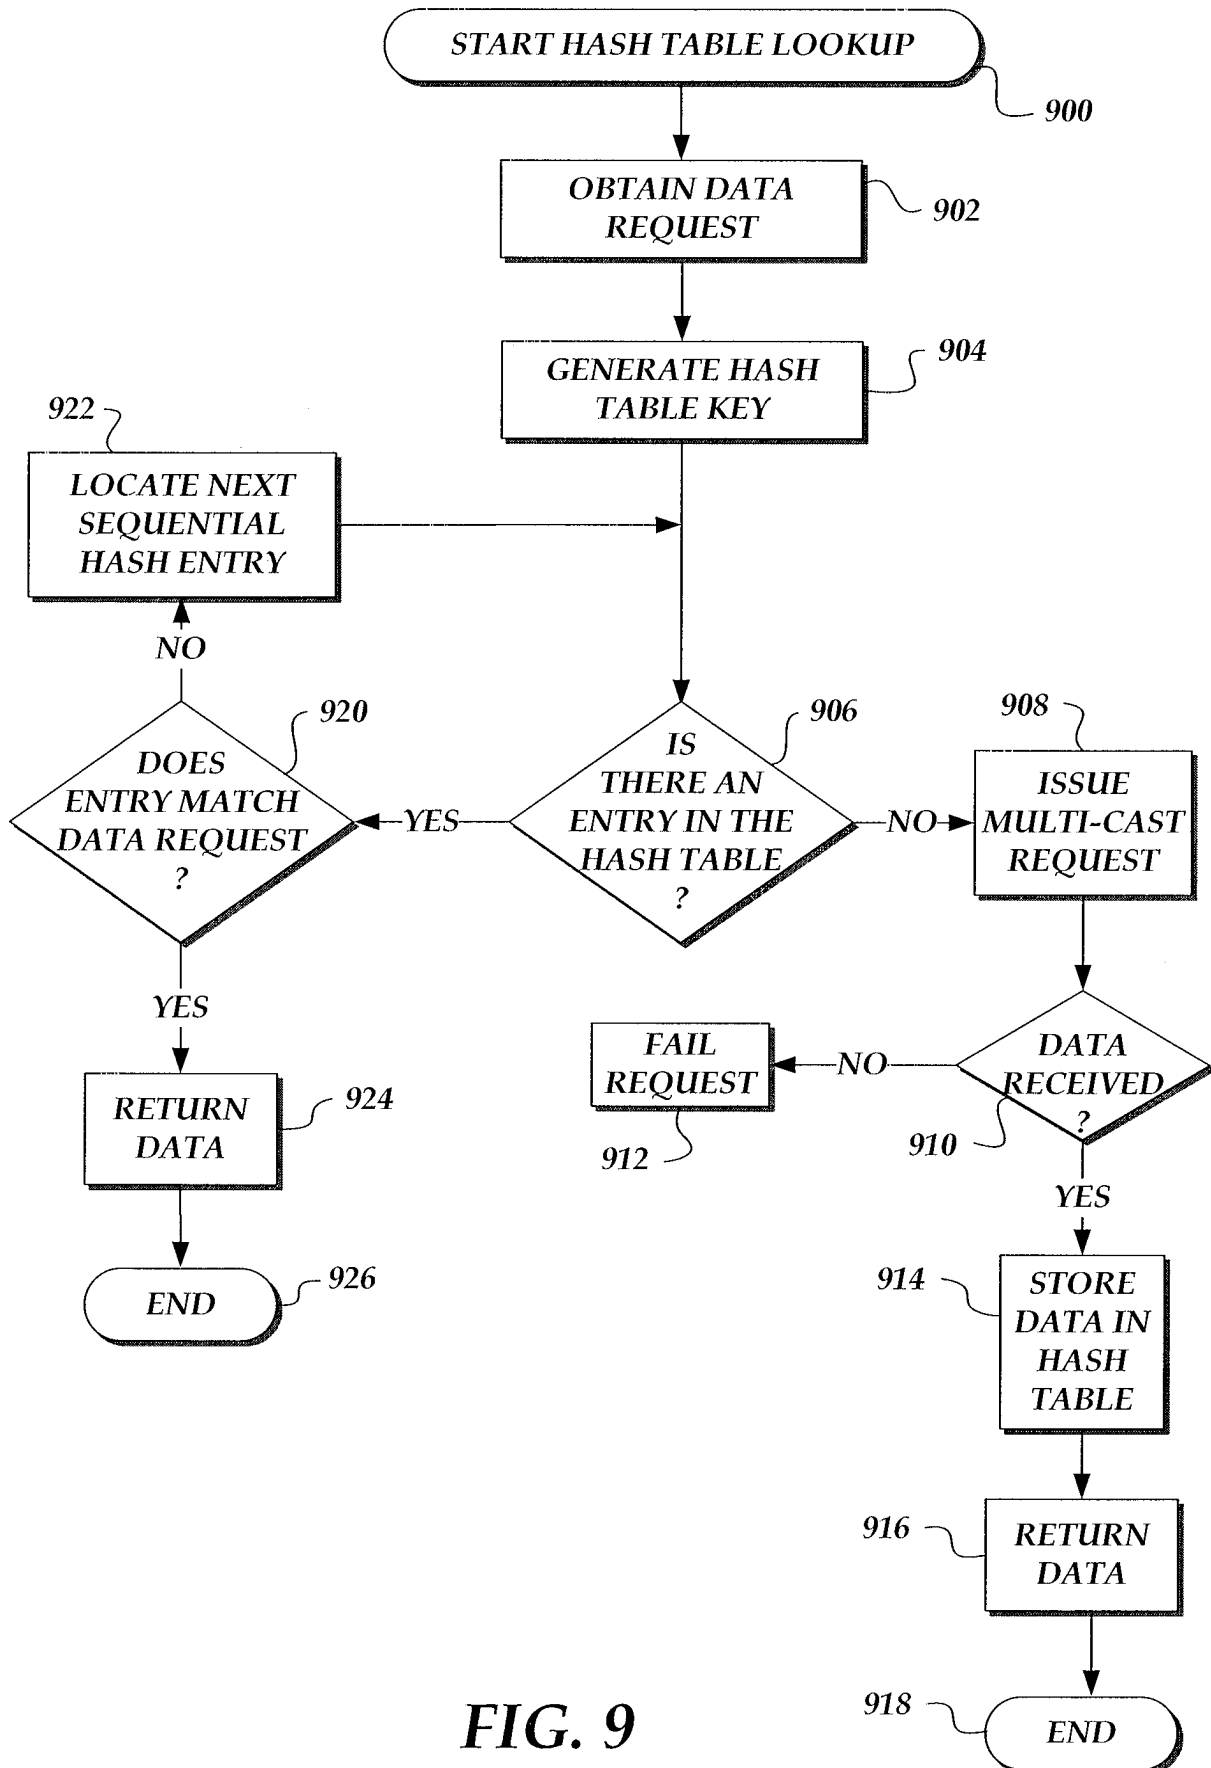 START HASH TABLE LOOKUP
900
OBTAIN DATA
REQUEST
902
GENERATE HASH
TABLE KEY
904
922
LOCATE NEXT
SEQUENTIAL
HASH ENTRY
NO
920
DOES
ENTRY MATCH
DATA REQUEST
?
YES
906
IS
THERE AN
ENTRY IN THE
HASH TABLE
?
NO
908
ISSUE
MULTI-CAST
REQUEST
YES
RETURN
DATA
924
END
926
FAIL
REQUEST
912
NO
DATA
RECEIVED
?
910
YES
914
STORE
DATA IN
HASH
TABLE
916
RETURN
DATA
918
END
FIG. 9